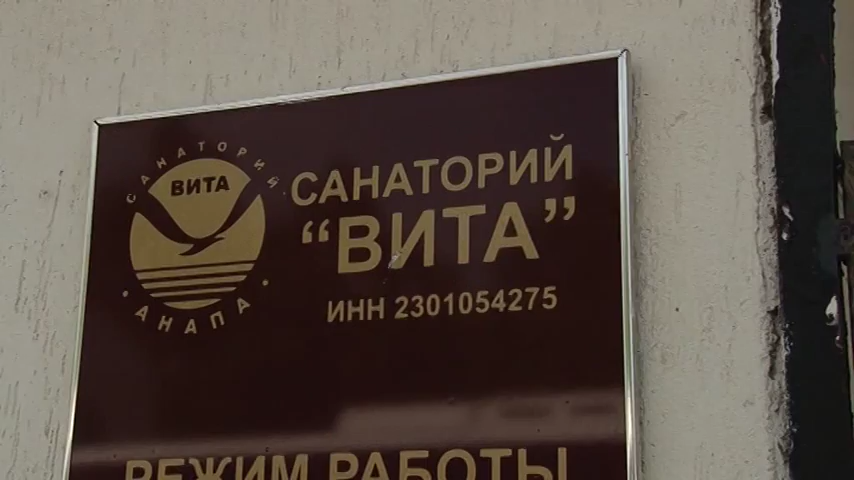 САНАТОРИЙ
ВИТА
АНАПА
САНАТОРИЙ
“ВИТА”
ИНН 2301054275
РЕЖИМ РАБОТЫ